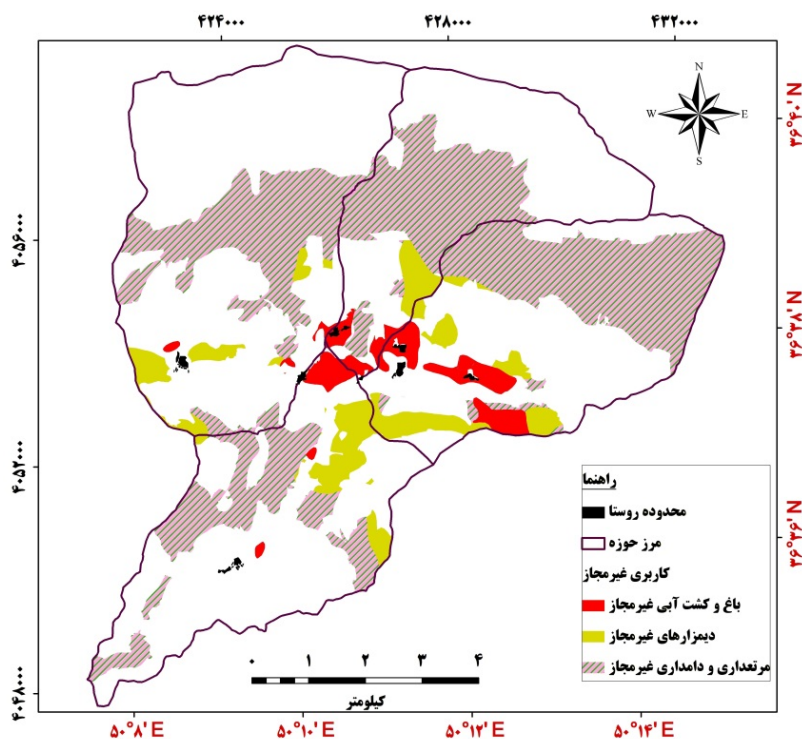 ۴۲۴۰۰۰ ۴۲۸۰۰۰ ۴۳۲۰۰۰
N
W E
S
۳۶°۴۰' N
۴۰۵۶۰۰۰
۳۶°۳۸' N
۴۰۵۲۰۰۰
۳۶°۳۶' N
۴۰۴۸۰۰۰
راهنما
محدوده روستا
مرز حوزه
کاربری غیرمجاز
باغ و کشت آبی غیرمجاز
دیمزارهای غیرمجاز
مرتعداری و دامداری غیرمجاز
۰ ۱ ۲ ۳ ۴
کیلومتر
۵۰°۸' E ۵۰°۱۰' E ۵۰°۱۲' E ۵۰°۱۴' E